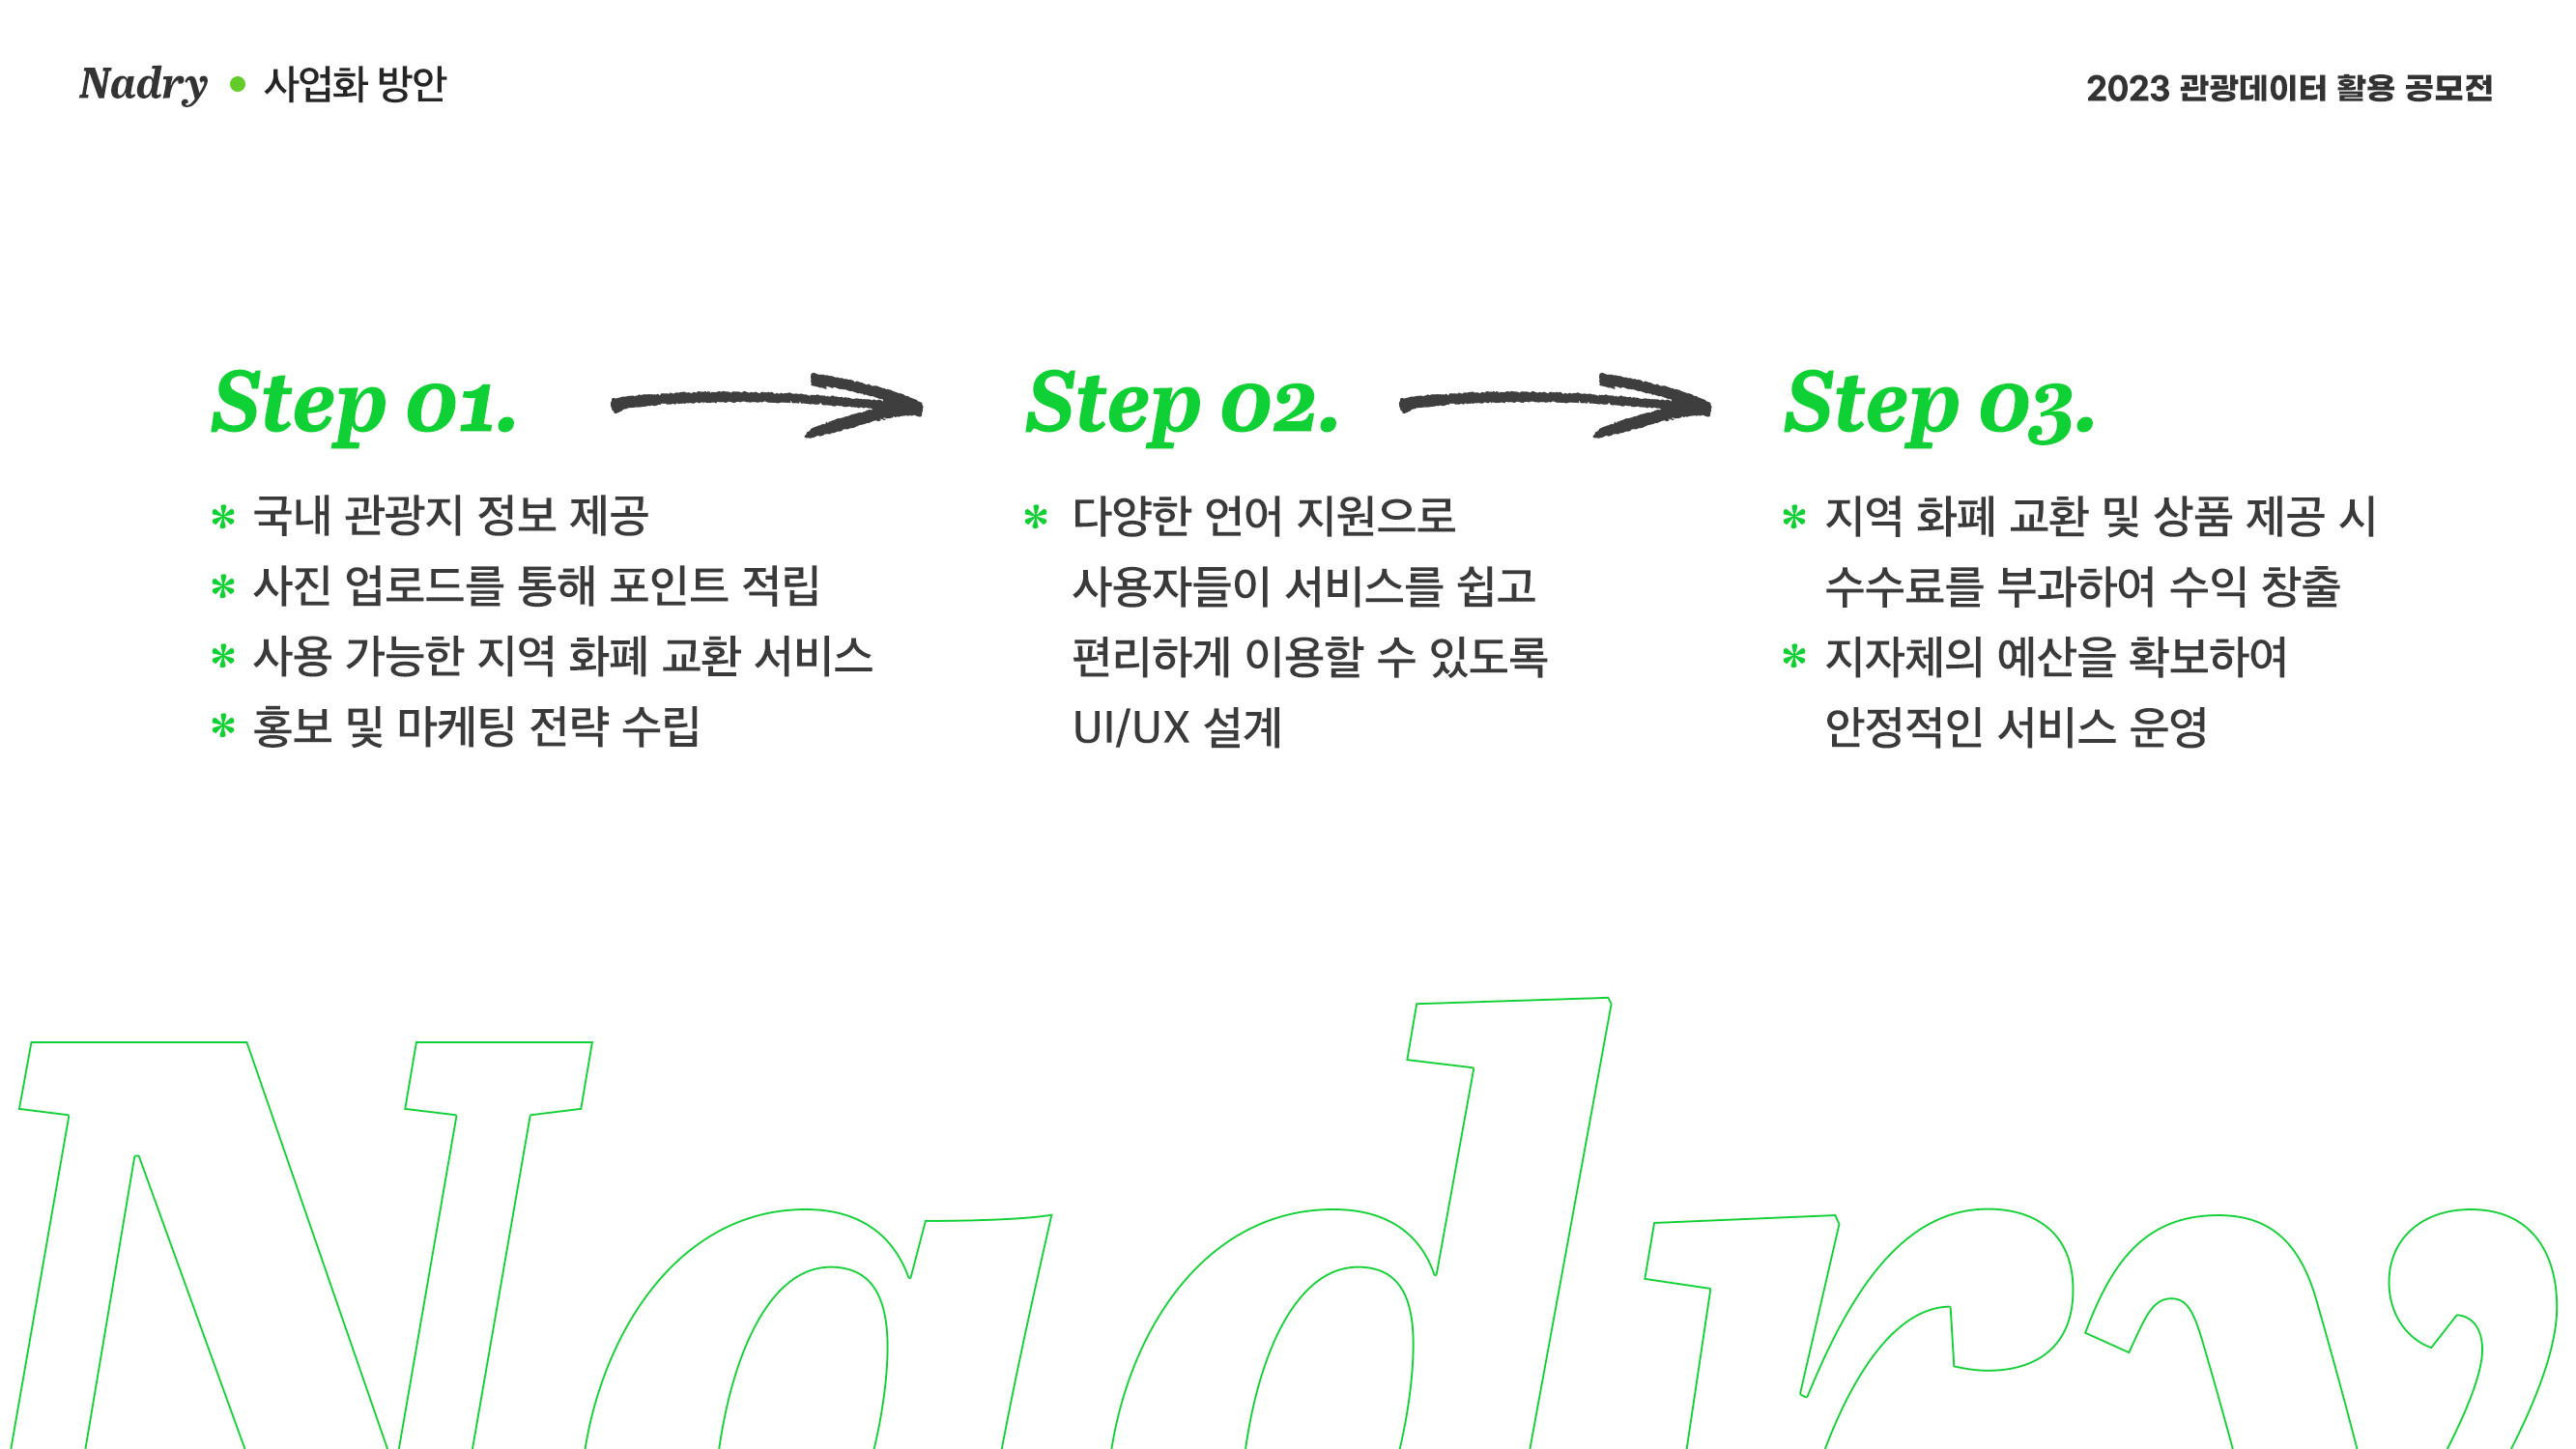 Nadry • 사업화 방안
2023 관광데이터 활용 공모전
Step 01.
* 국내 관광지 정보 제공
* 사진 업로드를 통해 포인트 적립
* 사용 가능한 지역 화폐 교환 서비스
* 홍보 및 마케팅 전략 수립
Step 02.
* 다양한 언어 지원으로
사용자들이 서비스를 쉽고
편리하게 이용할 수 있도록
UI/UX 설계
Step 03.
* 지역 화폐 교환 및 상품 제공 시
수수료를 부과하여 수익 창출
* 지자체의 예산을 확보하여
안정적인 서비스 운영
Nadry